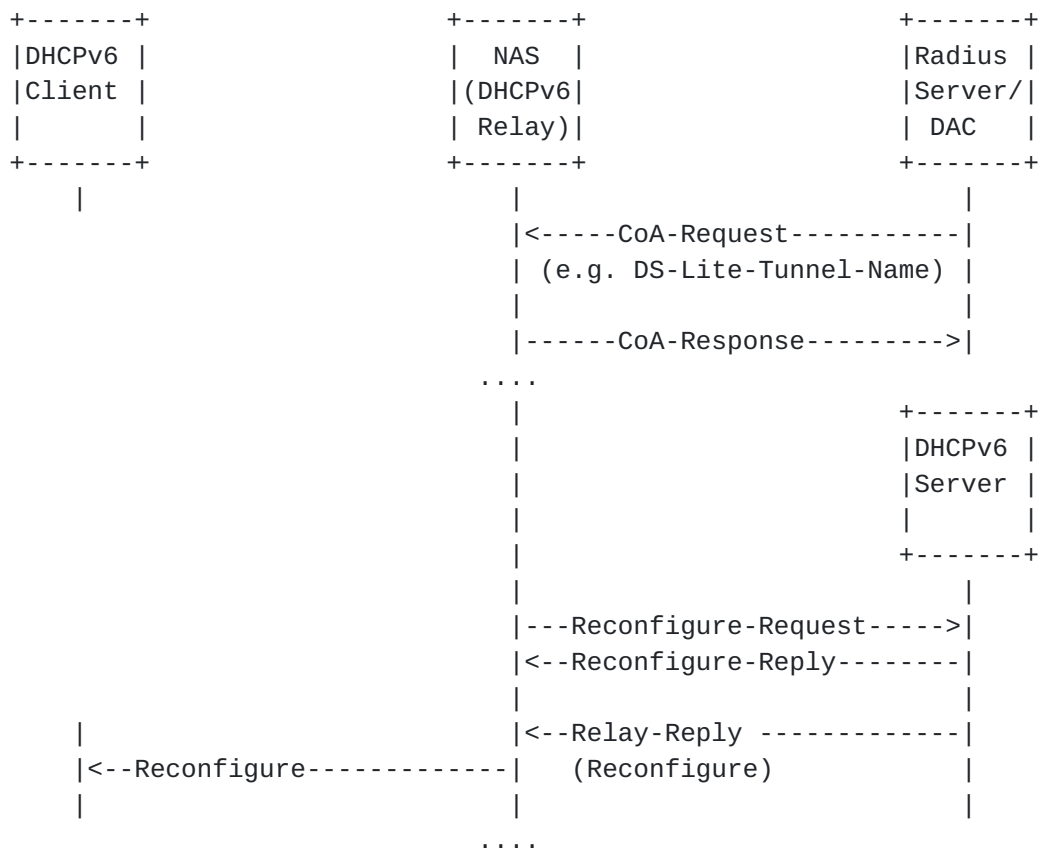 +-------+                +-------+                +-------+
|DHCPv6 |                |  NAS  |                |Radius |
|Client |                |(DHCPv6|                |Server/|
|       |                | Relay)|                | DAC   |
+-------+                +-------+                +-------+
    |                        |                        |
                             |<-----CoA-Request-----------|
                             | (e.g. DS-Lite-Tunnel-Name) |
                             |                        |
                             |------CoA-Response--------->|
                           ....
                             |                    +-------+
                             |                    |DHCPv6 |
                             |                    |Server |
                             |                    |       |
                             |                    +-------+
                             |                        |
                             |---Reconfigure-Request----->|
                             |<--Reconfigure-Reply--------|
                             |                        |
    |                        |<--Relay-Reply -------------|
    |<--Reconfigure-------------|   (Reconfigure)          |
    |                        |                        |
                           ....